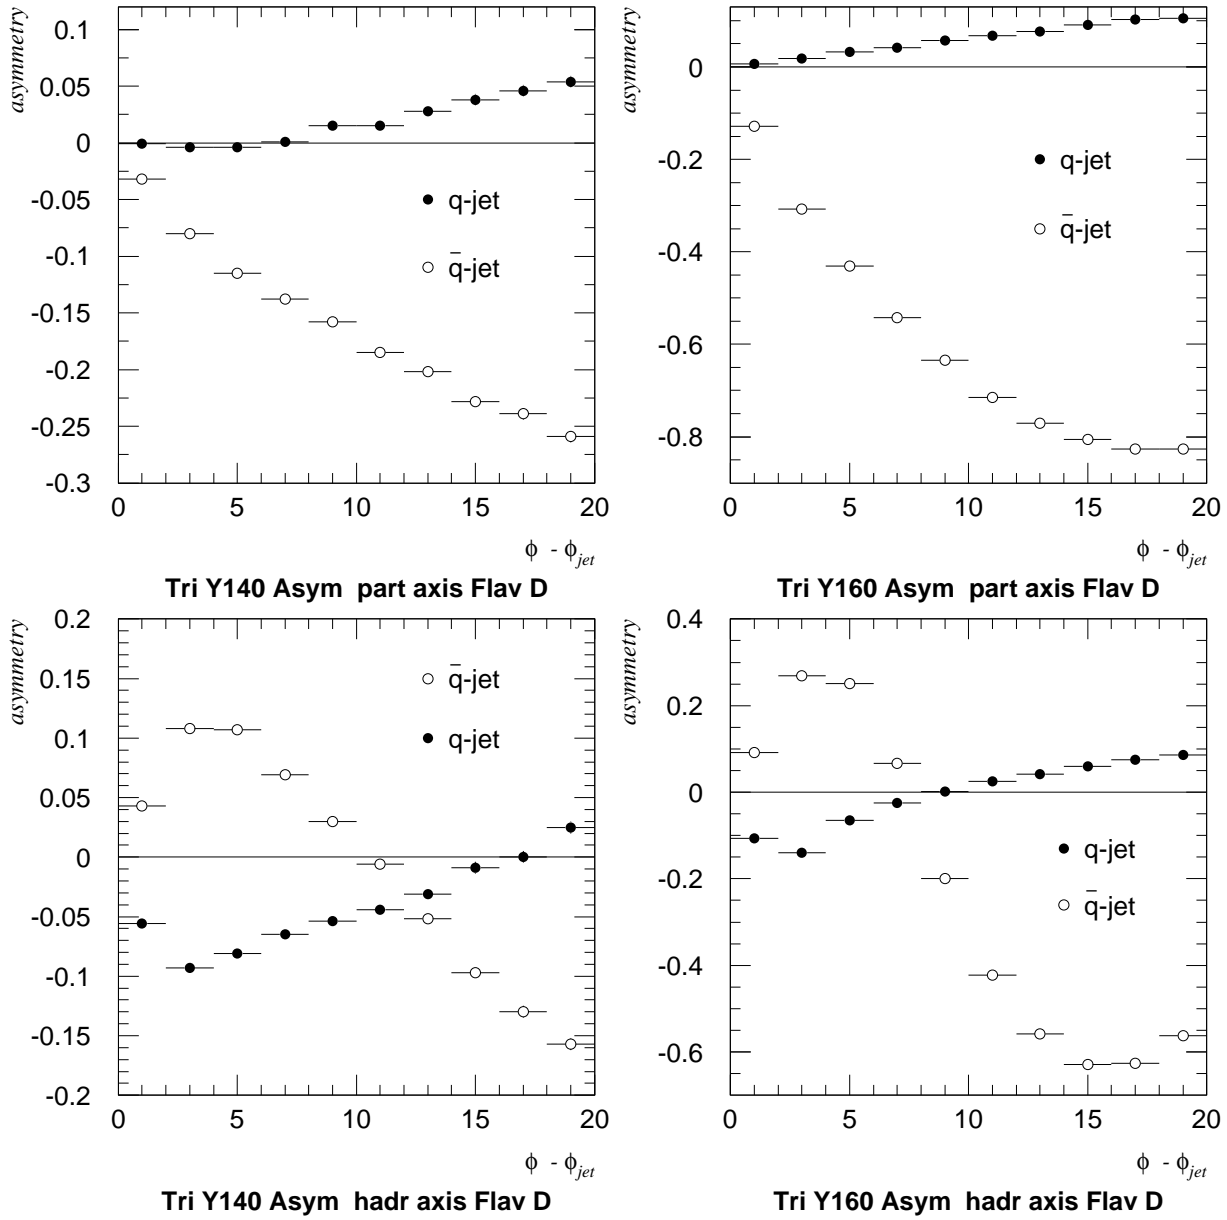 asymmetry
0.1
0.05
0
-0.05
-0.1
-0.15
-0.2
-0.25
-0.3
q-jet
q̄-jet
0 5 10 15 20
ϕ - ϕjet
Tri Y140 Asym part axis Flav D
asymmetry
0
-0.2
-0.4
-0.6
-0.8
q-jet
q̄-jet
0 5 10 15 20
ϕ - ϕjet
Tri Y160 Asym part axis Flav D
asymmetry
0.2
0.15
0.1
0.05
0
-0.05
-0.1
-0.15
-0.2
q̄-jet
q-jet
0 5 10 15 20
ϕ - ϕjet
Tri Y140 Asym hadr axis Flav D
asymmetry
0.4
0.2
0
-0.2
-0.4
-0.6
q-jet
q̄-jet
0 5 10 15 20
ϕ - ϕjet
Tri Y160 Asym hadr axis Flav D